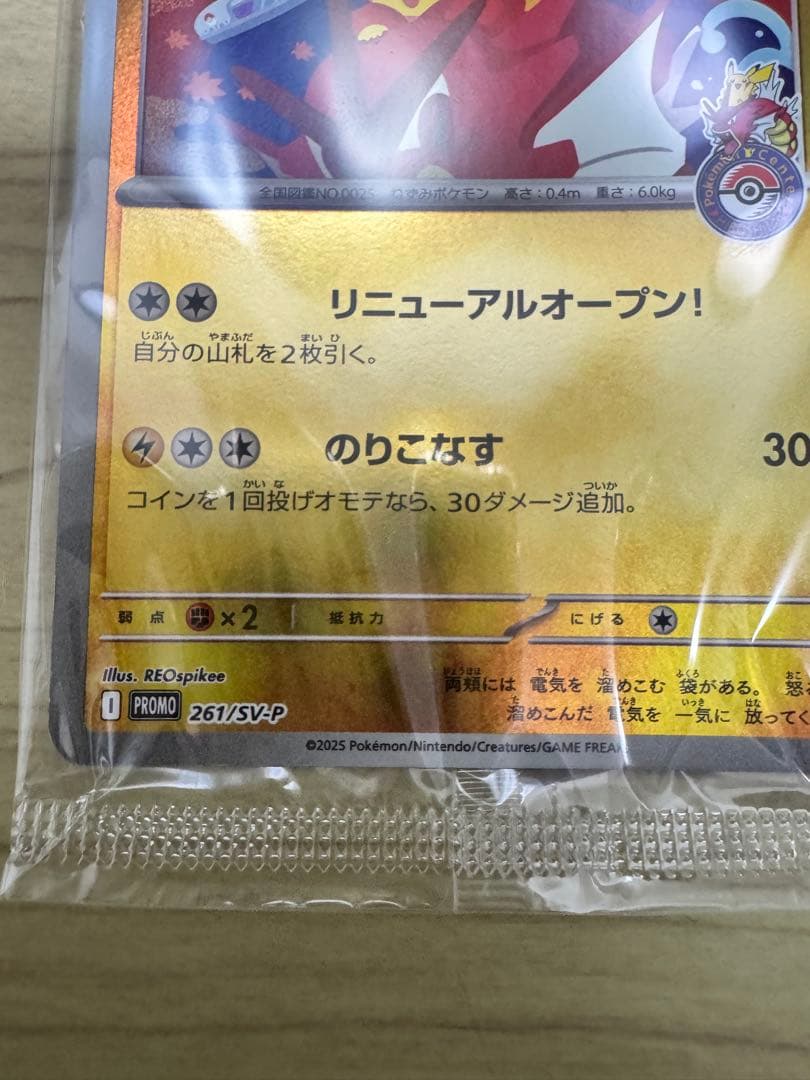 全国図鑑NO.0025 ねずみポケモン 高さ:0.4m 重さ:6.0kg
Pokémon Cente
リニューアルオープン!
自分の山札を2枚引く。
のりこなす 30
コインを1回投げオモテなら、30ダメージ追加。
弱点 ×2 抵抗力 にげる
Illus. REOspikee
両頬には 電気を 溜めこむ 袋がある。 怒
溜めこんだ 電気を 一気に 放ってく
I PROMO 261/SV-P
©2025 Pokémon/Nintendo/Creatures/GAME FREAK